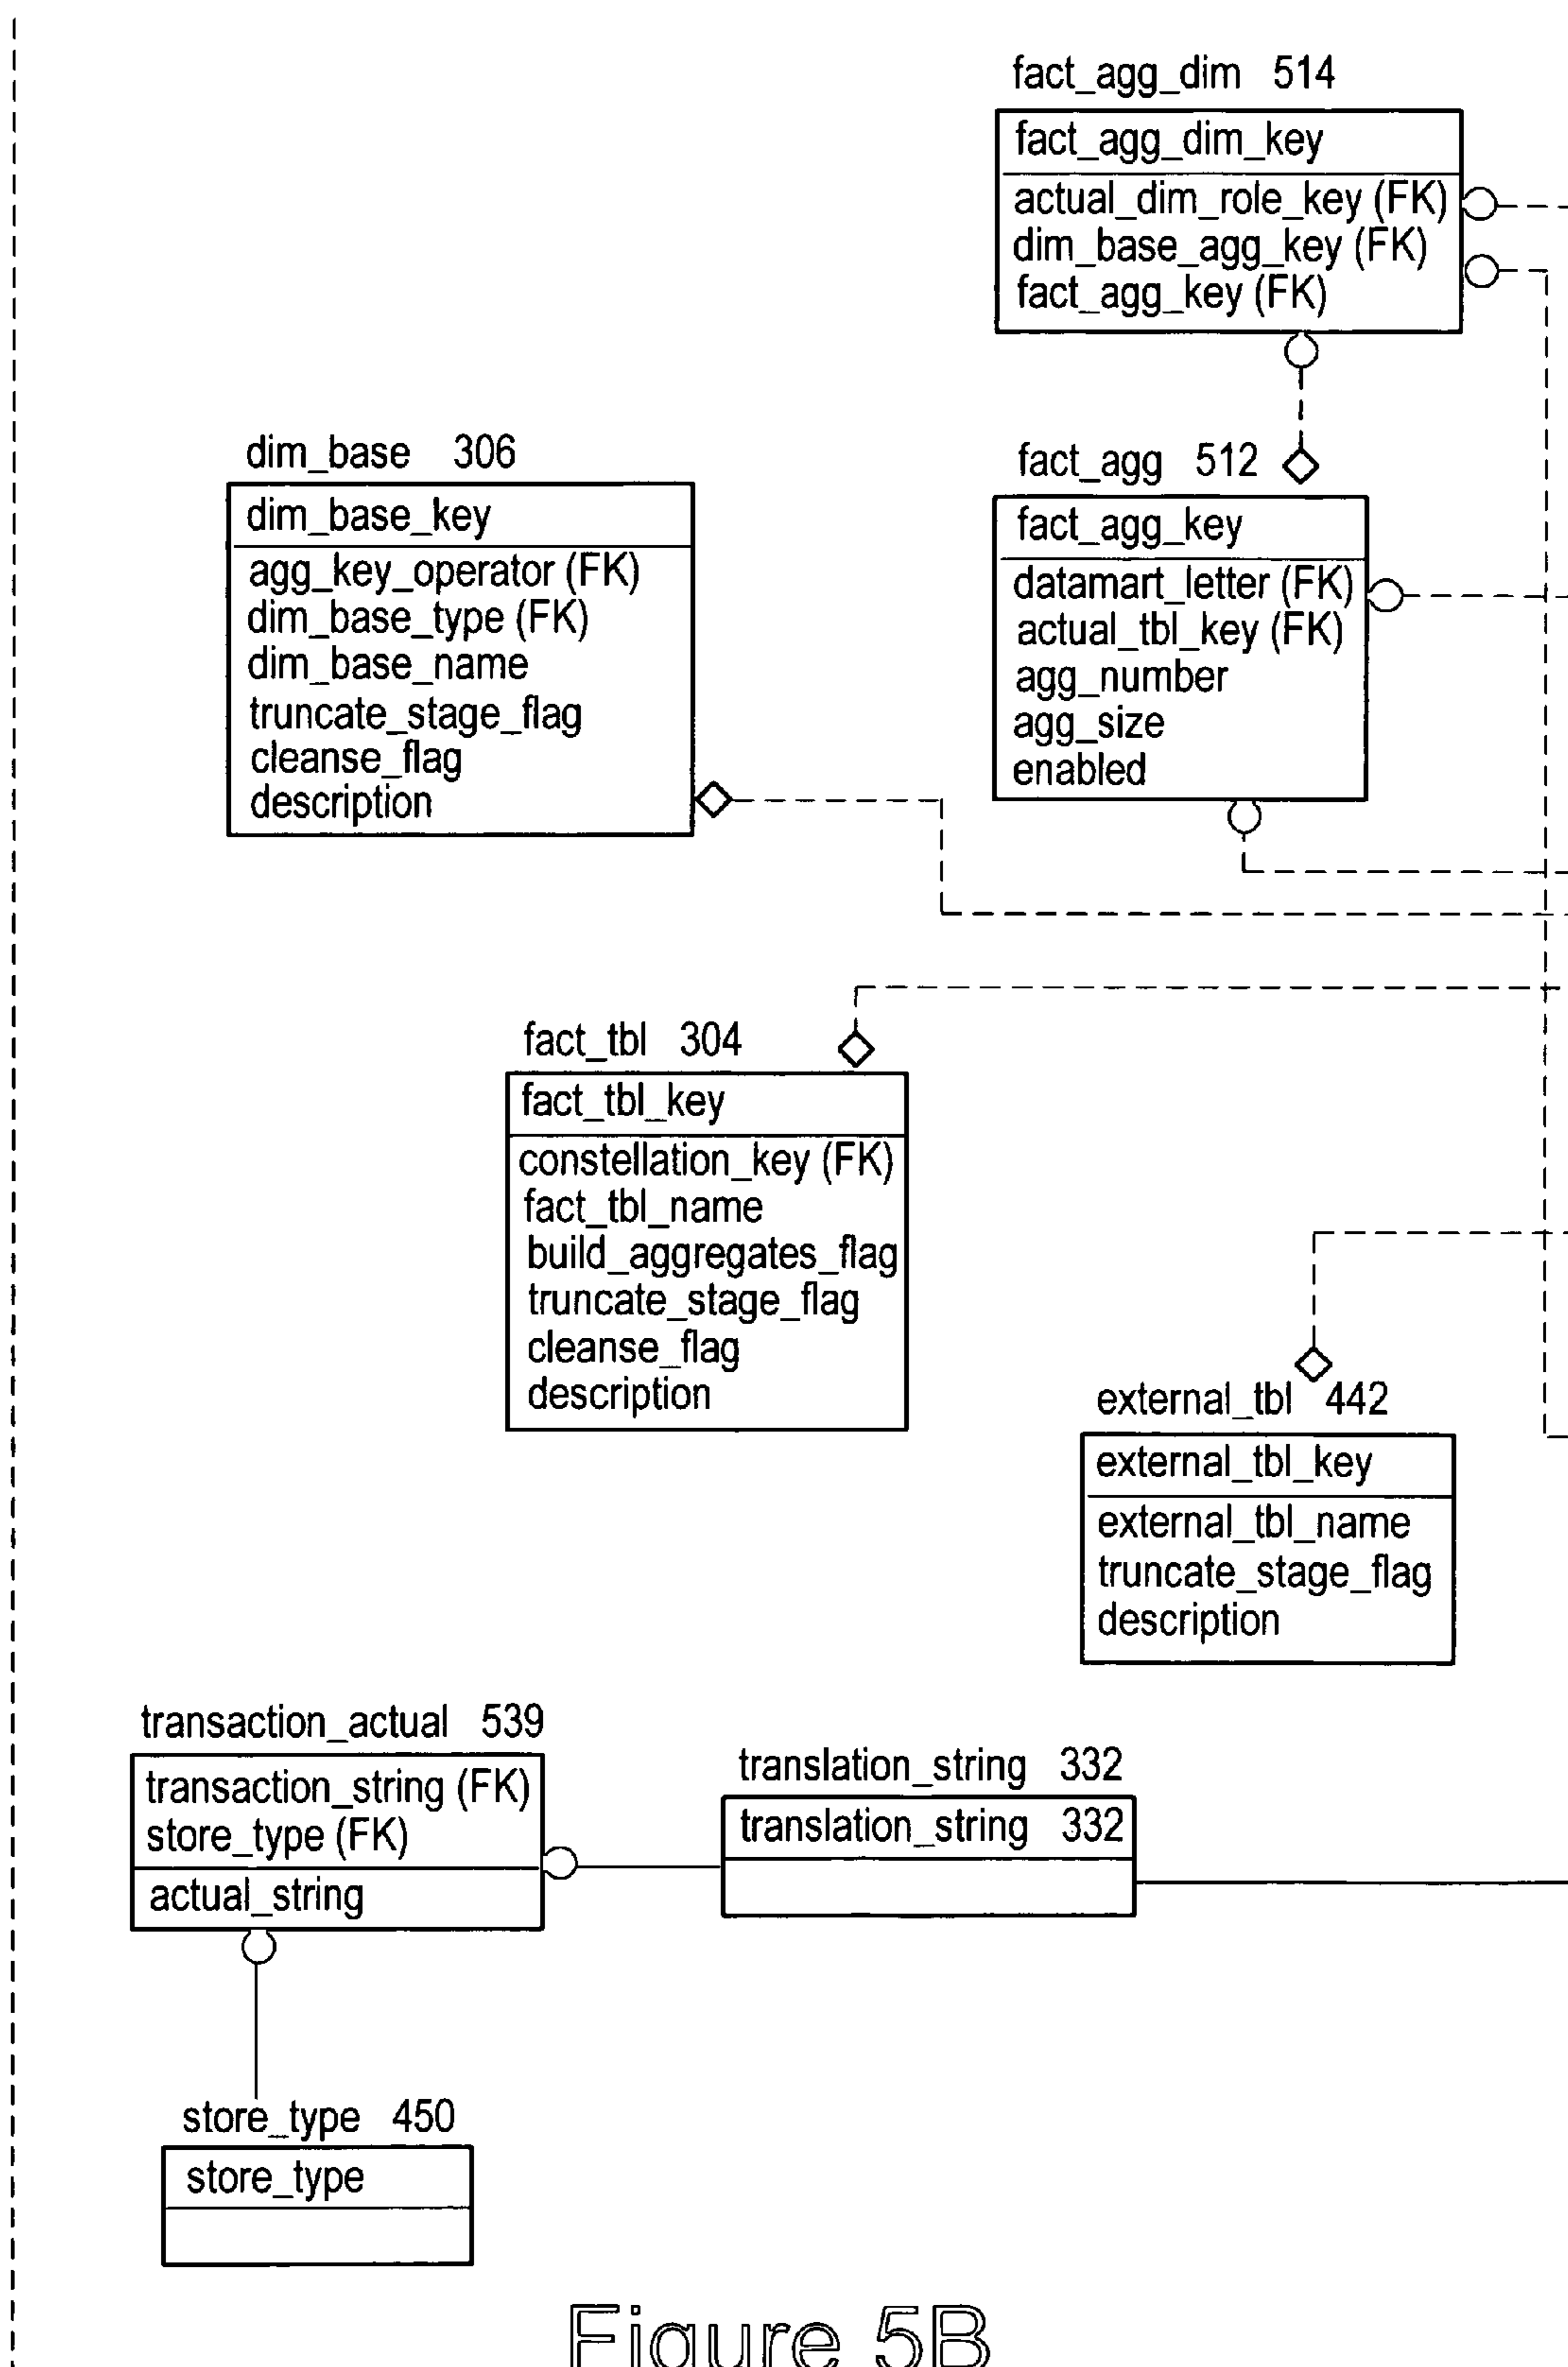 fact_agg_dim 514
fact_agg_dim_key
actual_dim_role_key (FK)
dim_base_agg_key (FK)
fact_agg_key (FK)
dim_base 306
dim_base_key
agg_key_operator (FK)
dim_base_type (FK)
dim_base_name
truncate_stage_flag
cleanse_flag
description
fact_agg 512
fact_agg_key
datamart_letter (FK)
actual_tbl_key (FK)
agg_number
agg_size
enabled
fact_tbl 304
fact_tbl_key
constellation_key (FK)
fact_tbl_name
build_aggregates_flag
truncate_stage_flag
cleanse_flag
description
external_tbl 442
external_tbl_key
external_tbl_name
truncate_stage_flag
description
transaction_actual 539
transaction_string (FK)
store_type (FK)
actual_string
translation_string 332
translation_string 332
store_type 450
store_type
Figure 5B